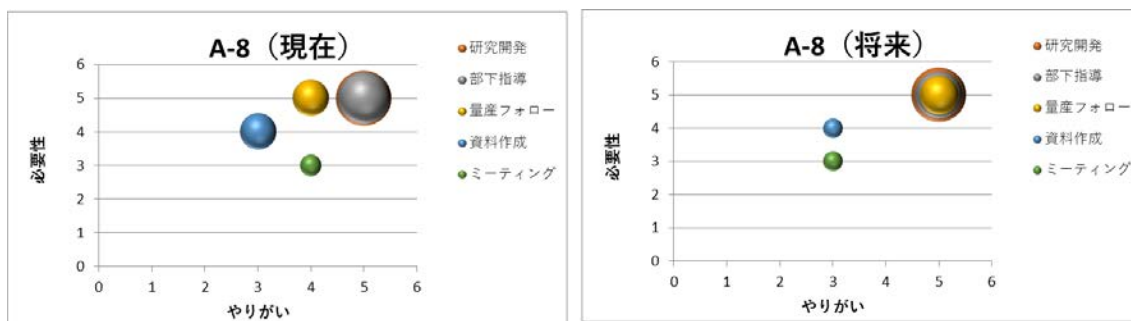 A-8（現在）
6
5
4
3
2
1
0
必要性
0 1 2 3 4 5 6
やりがい
研究開発
部下指導
量産フォロー
資料作成
ミーティング
A-8（将来）
6
5
4
3
2
1
0
必要性
0 1 2 3 4 5 6
やりがい
研究開発
部下指導
量産フォロー
資料作成
ミーティング